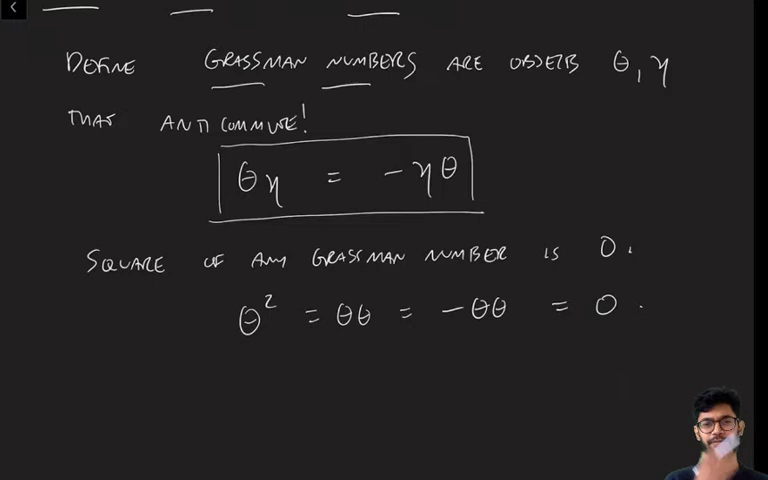 DEFINE GRASSMAN NUMBERS ARE OBJECTS θ, η
THAT ANTICOMMUTE!
θη = -ηθ
SQUARE OF ANY GRASSMAN NUMBER IS 0.
θ² = θθ = -θθ = 0.